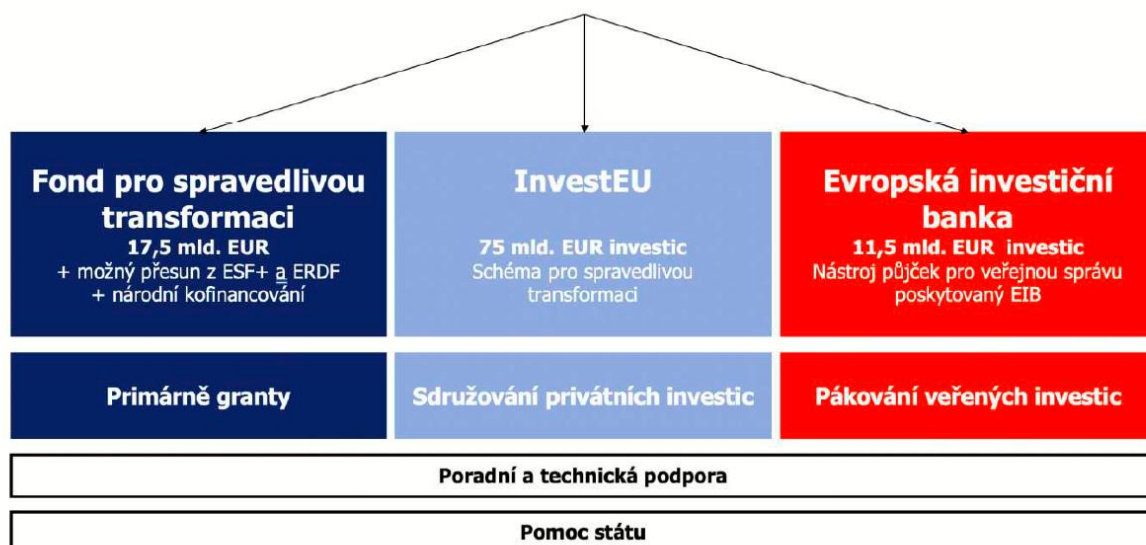 Fond pro spravedlivou
transformaci
17,5 mld. EUR
+ možný přesun z ESF+ a ERDF
+ národní kofinancování
InvestEU
75 mld. EUR investic
Schéma pro spravedlivou
transformaci
Evropská investiční
banka
11,5 mld. EUR investic
Nástroj půjček pro veřejnou správu
poskytovaný EIB
Primárně granty
Sdružování privátních investic
Pákování veřených investic
Poradní a technická podpora
Pomoc státu